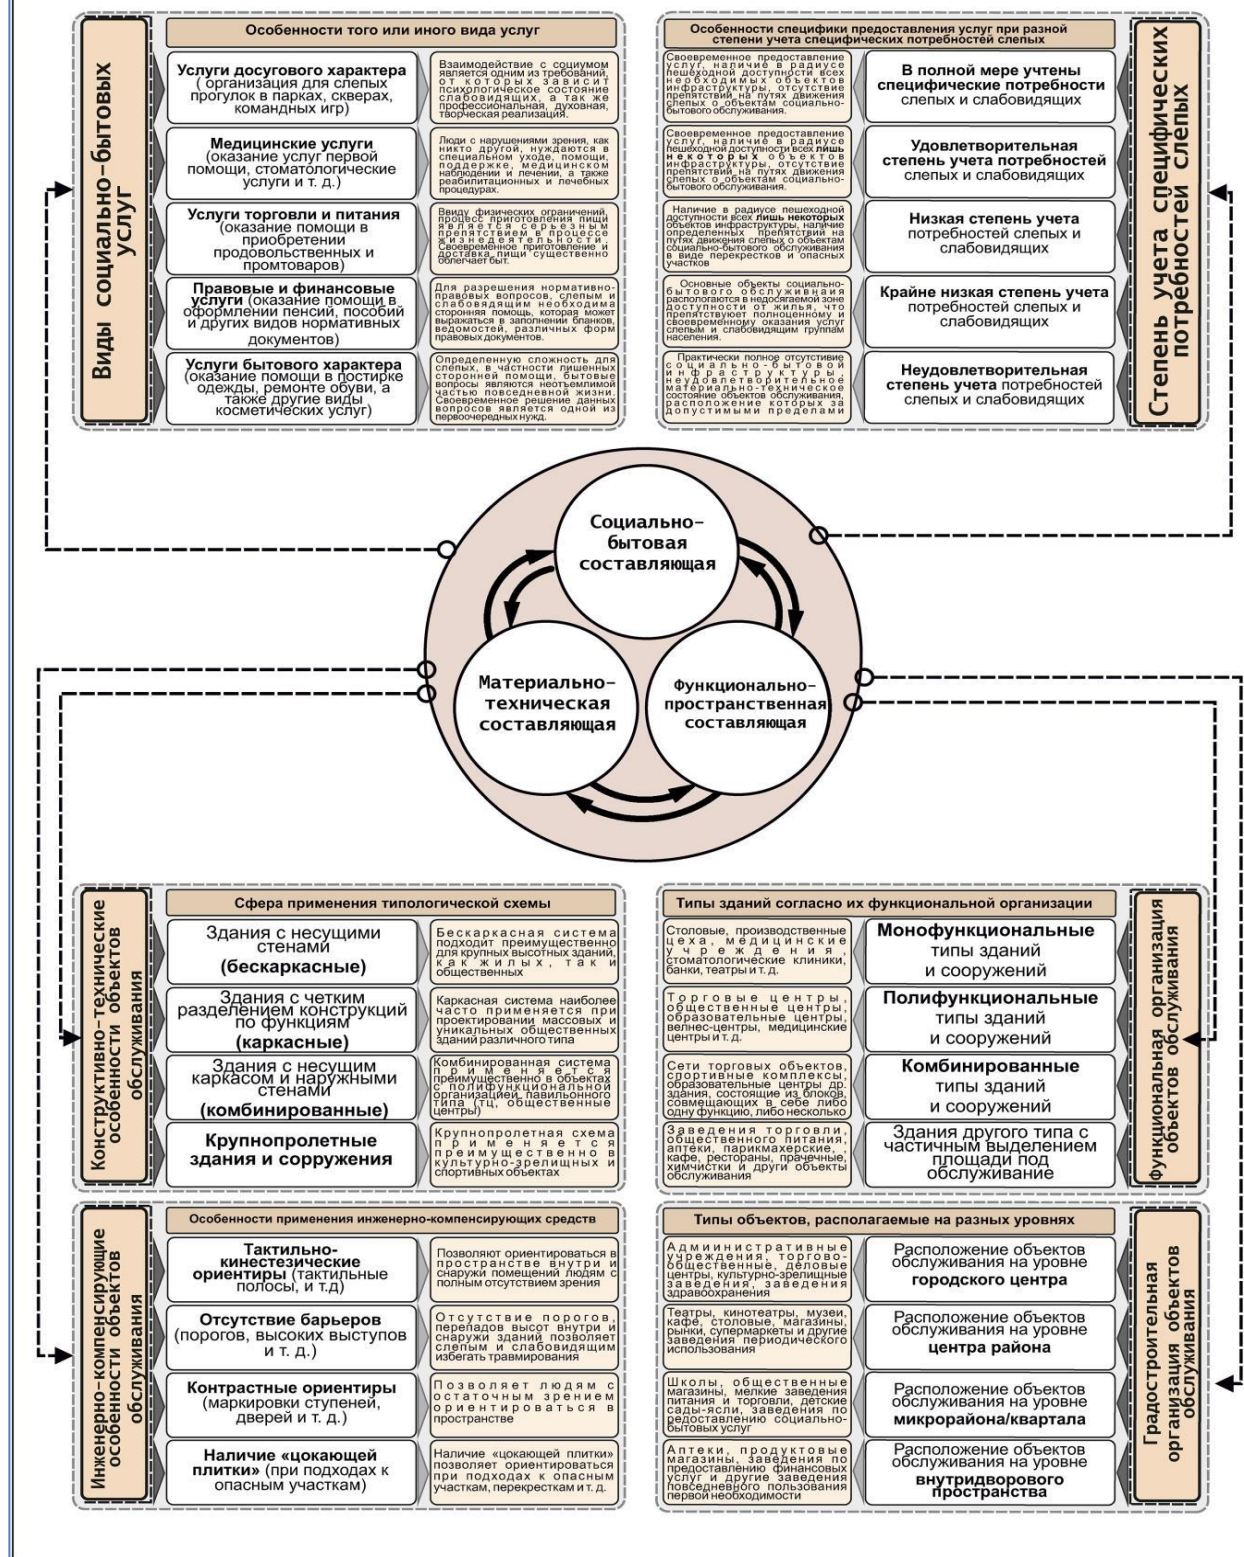 Виды социально-бытовых
услуг
Особенности того или иного вида услуг
Услуги досугового характера
( организация для слепых
прогулок в парках, скверах,
командных игр)
Взаимодействие с социумом
является одним из требований,
от которых зависит
психологическое состояние
слабовидящих, а так же
профессиональная, духовная,
творческая реализация.
Медицинские услуги
(оказание услуг первой
помощи, стоматологические
услуги и т. д.)
Люди с нарушениями зрения, как
никто другой, нуждаются в
специальном уходе, помощи,
поддержке, медицинском
наблюдении и лечении, а также
реабилитационных и лечебных
процедурах.
Услуги торговли и питания
(оказание помощи в
приобретении
продовольственных и
промтоваров)
Ввиду физических ограничений,
процесс приготовления пищи
является серьезным
препятствием в процессе
жизнедеятельности.
Своевременное приготовление и
доставка пищи существенно
облегчает быт.
Правовые и финансовые
услуги (оказание помощи в
оформлении пенсий, пособий
и других видов нормативных
документов)
Для разрешения нормативно-
правовых вопросов, слепым и
слабовидящим необходима
сторонняя помощь, которая может
выражаться в заполнении бланков,
ведомостей, различных форм
правовых документов.
Услуги бытового характера
(оказание помощи в постирке
одежды, ремонте обуви, а
также другие виды
косметических услуг)
Определенную сложность для
слепых, в частности лишенных
сторонней помощи, бытовые
вопросы являются неотъемлимой
частью повседневной жизни.
Своевременное решение данных
вопросов является одной из
первоочередных нужд.
Особенности специфики предоставления услуг при разной
степени учета специфических потребностей слепых
Своевременное предоставление
услуг, наличие в радиусе
пешеходной доступности всех
необходимых объектов
инфраструктуры, отсутствие
препятствий на путях движения
слепых о объектам социально-
бытового обслуживания.
В полной мере учтены
специфические потребности
слепых и слабовидящих
Своевременное предоставление
услуг, наличие в радиусе
пешеходной доступности всех лишь
некоторых объектов
инфраструктуры, отсутствие
препятствий на путях движения
слепых о объектам социально-
бытового обслуживания.
Удовлетворительная
степень учета потребностей
слепых и слабовидящих
Наличие в радиусе пешеходной
доступности всех лишь некоторых
объектов инфраструктуры, наличие
определенных препятствий на
путях движения слепых о объектам
социально-бытового обслуживания
в виде перекрестков и опасных
участков
Низкая степень учета
потребностей слепых и
слабовидящих
Основные объекты социально-
бытового обслуживания
распологаются в недосягаемой зоне
доступности от жилья, что
препятствует полноценному и
своевременному оказания услуг
слепым и слабовидящим группам
населения.
Крайне низкая степень учета
потребностей слепых и
слабовидящих
Практически полное отсутстивие
социально-бытовой
инфраструктуры,
неудовлетворительное
материально-техническое
состояние объектов обслуживания,
расположение которых за
допустимыми пределами
Неудовлетворительная
степень учета потребностей
слепых и слабовидящих
Степень учета специфических
потребностей слепых
Социально-
бытовая
составляющая
Материально-
техническая
составляющая
Функционально-
пространственная
составляющая
Конструктивно-технические
особенности объектов
обслуживания
Сфера применения типологической схемы
Здания с несущими
стенами
(бескаркасные)
Бескаркасная система
подходит преимущественно
для крупных высотных зданий,
как жилых, так и
общественных
Здания с четким
разделением конструкций
по функциям
(каркасные)
Каркасная система наиболее
часто применяется при
проектировании массовых и
уникальных общественных
зданий различного типа
Здания с несущим
каркасом и наружными
стенами
(комбинированные)
Комбинированная система
применяется
преимущественно в объектах
с полифункциональной
организацией, павильонного
типа (тц, общественные
центры)
Крупнопролетные
здания и сорружения
Крупнопролетная схема
применяется
преимущественно в
культурно-зрелищных и
спортивных объектах
Типы зданий согласно их функциональной организации
Столовые, производственные
цеха, медицинские
учреждения,
стоматологические клиники,
банки, театры и т. д.
Монофункциональные
типы зданий
и сооружений
Торговые центры,
общественные центры,
образовательные центры,
велнес-центры, медицинские
центры и т. д.
Полифункциональные
типы зданий
и сооружений
Сети торговых объектов,
спортивные комплексы,
образовательные центры др.
здания, состоящие из блоков,
совмещающих в себе либо
одну функцию, либо несколько
Комбинированные
типы зданий
и сооружений
Заведения торговли,
общественного питания,
аптеки, парикмахерские, ,
кафе, рестораны, прачечные,
химчистки и други объекты
обслуживания
Здания другого типа с
частичным выделением
площади под
обслуживание
Функциональная организация
объектов обслуживания
Инженерно-компенсирующие
особенности объектов
обслуживания
Особенности применения инженерно-компенсирующих средств
Тактильно-
кинестезические
ориентиры (тактильные
полосы, и т.д)
Позволяют ориентироваться в
пространстве внутри и
снаружи помещений людям с
полным отсутствием зрения
Отсутствие барьеров
(порогов, высоких выступов
и т. д.)
Отсутствие порогов,
перепадов высот внутри и
снаружи зданий позволяет
слепым и слабовидящим
избегать травмирования
Контрастные ориентиры
(маркировки ступеней,
дверей и т. д.)
Позволяет людям с
остаточным зрением
ориентироваться в
пространстве
Наличие «цокающей
плитки» (при подходах к
опасным участкам)
Наличие «цокающей плитки»
позволяет ориентироваться
при подходах к опасным
участкам, перекресткам и т. д.
Типы объектов, располагаемые на разных уровнях
Адмиинистративные
учреждения, торгово-
общественные, деловые
центры, культурно-зрелищные
заведения, заведения
здравоохранения
Расположение объектов
обслуживания на уровне
городского центра
Театры, кинотеатры, музеи,
кафе, столовые, магазины,
рынки, супермаркеты и другие
заведения периодического
использования
Расположение объектов
обслуживания на уровне
центра района
Школы, общественные
магазины, мелкие заведения
питания и торговли, детские
сады-ясли, заведения по
редоставлению социально-
бытовых услуг
Расположение объектов
обслуживания на уровне
микрорайона/квартала
Аптеки, продуктовые
магазины, заведения по
предоставлению финансовых
услуг и другие заведения
повседневного пользования
первой необходимости
Расположение объектов
обслуживания на уровне
внутридворового
пространства
Градостроительная
организация объектов
обслуживания